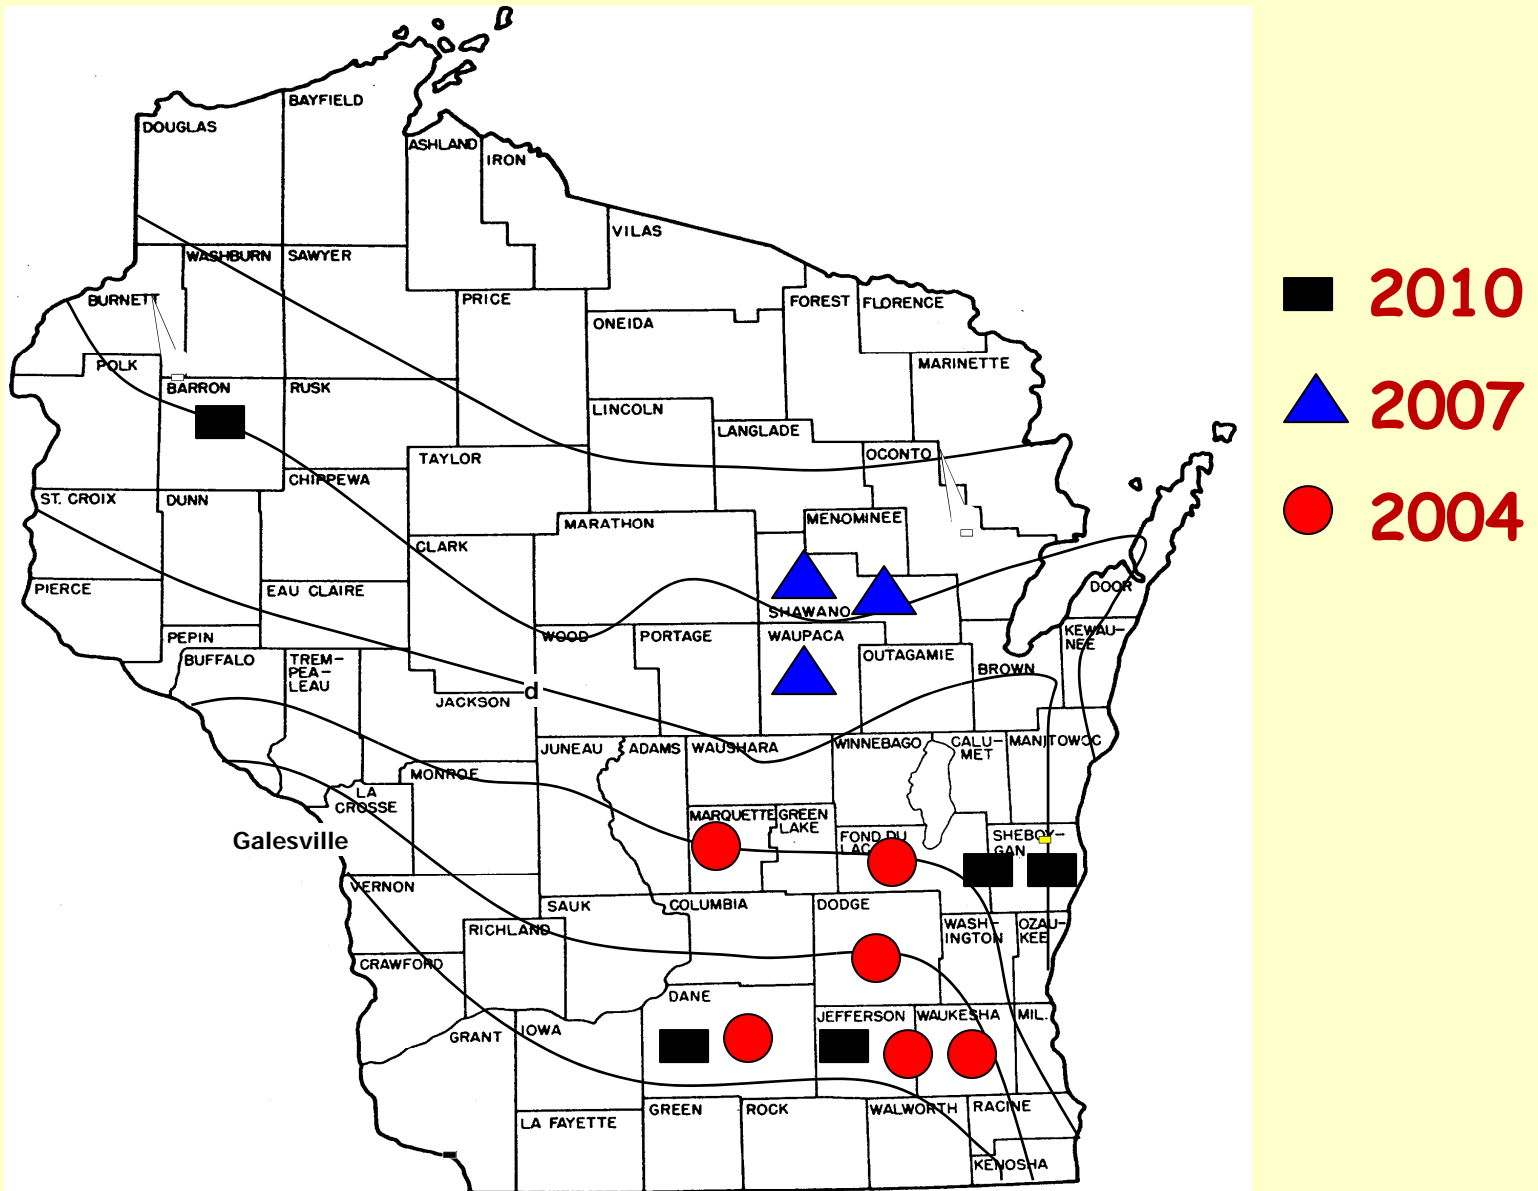 BAYFIELD
DOUGLAS
ASHLAND
IRON
VILAS
WASHBURN
SAWYER
BURNETT
PRICE
FOREST
FLORENCE
ONEIDA
POLK
MARINETTE
BARRON
RUSK
LINCOLN
LANGLADE
TAYLOR
OCONTO
CHIPPEWA
ST. CROIX
DUNN
MARATHON
MENOMINEE
CLARK
PIERCE
EAU CLAIRE
DOOR
SHAWANO
PEPIN
WOOD
PORTAGE
WAUPACA
KEWAU-
NEE
BUFFALO
TREM-
PEA-
LEAU
OUTAGAMIE
BROWN
d
JACKSON
JUNEAU
ADAMS
WAUSHARA
WINNEBAGO
CALU-
MET
MANITOWOC
MONROE
LA
CROSSE
MARQUETTE
GREEN
LAKE
FOND DU
LAC
SHEBOY-
GAN
Galesville
VERNON
SAUK
COLUMBIA
DODGE
WASH-
INGTON
OZAU-
KEE
RICHLAND
CRAWFORD
DANE
JEFFERSON
WAUKESHA
MIL.
GRANT
IOWA
GREEN
ROCK
WALWORTH
RACINE
LA FAYETTE
KENOSHA
2010
2007
2004